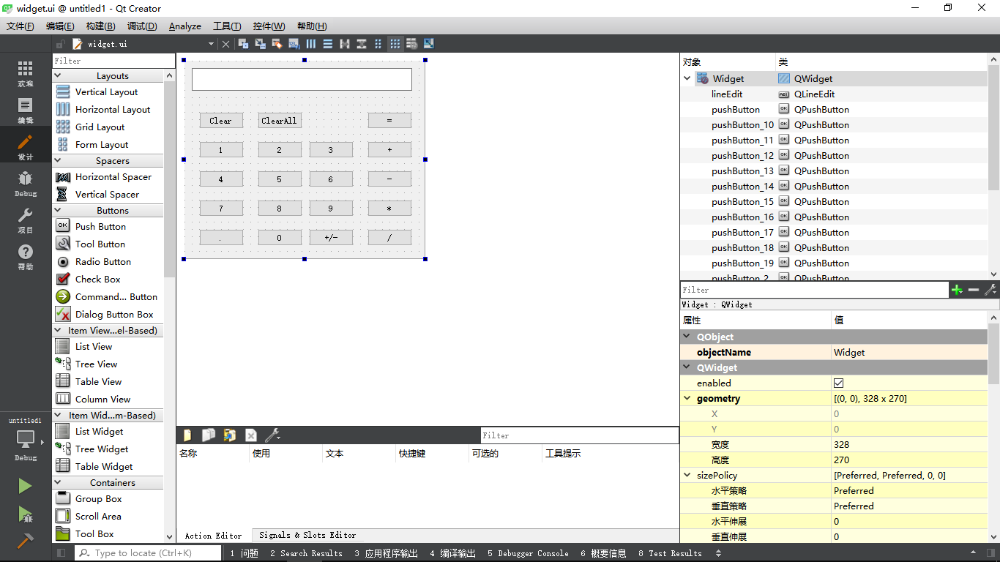 widget.ui @ untitled1 - Qt Creator
文件(F) 编辑(E) 构建(B) 调试(D) Analyze 工具(T) 控件(W) 帮助(H)
widget.ui
欢迎
编辑
设计
Debug
项目
帮助
untitled1
Debug
Filter
Layouts
Vertical Layout
Horizontal Layout
Grid Layout
Form Layout
Spacers
Horizontal Spacer
Vertical Spacer
Buttons
OK Push Button
Tool Button
Radio Button
Check Box
Command... Button
Dialog Button Box
Item View...el-Based)
List View
Tree View
Table View
Column View
Item Wid...m-Based)
List Widget
Tree Widget
Table Widget
Containers
Group Box
Scroll Area
Tool Box
Clear ClearAll =
1 2 3 +
4 5 6 -
7 8 9 *
. 0 +/- /
Filter
名称 使用 文本 快捷键 可选的 工具提示
Action Editor Signals & Slots Editor
对象 类
Widget QWidget
lineEdit QLineEdit
pushButton QPushButton
pushButton_10 QPushButton
pushButton_11 QPushButton
pushButton_12 QPushButton
pushButton_13 QPushButton
pushButton_14 QPushButton
pushButton_15 QPushButton
pushButton_16 QPushButton
pushButton_17 QPushButton
pushButton_18 QPushButton
pushButton_19 QPushButton
pushButton_2 QPushButton
Filter
Widget : QWidget
属性 值
QObject
objectName Widget
QWidget
enabled
geometry [(0, 0), 328 x 270]
X 0
Y 0
宽度 328
高度 270
sizePolicy [Preferred, Preferred, 0, 0]
水平策略 Preferred
垂直策略 Preferred
水平伸展 0
垂直伸展 0
Type to locate (Ctrl+K) 1 问题 2 Search Results 3 应用程序输出 4 编译输出 5 Debugger Console 6 概要信息 8 Test Results